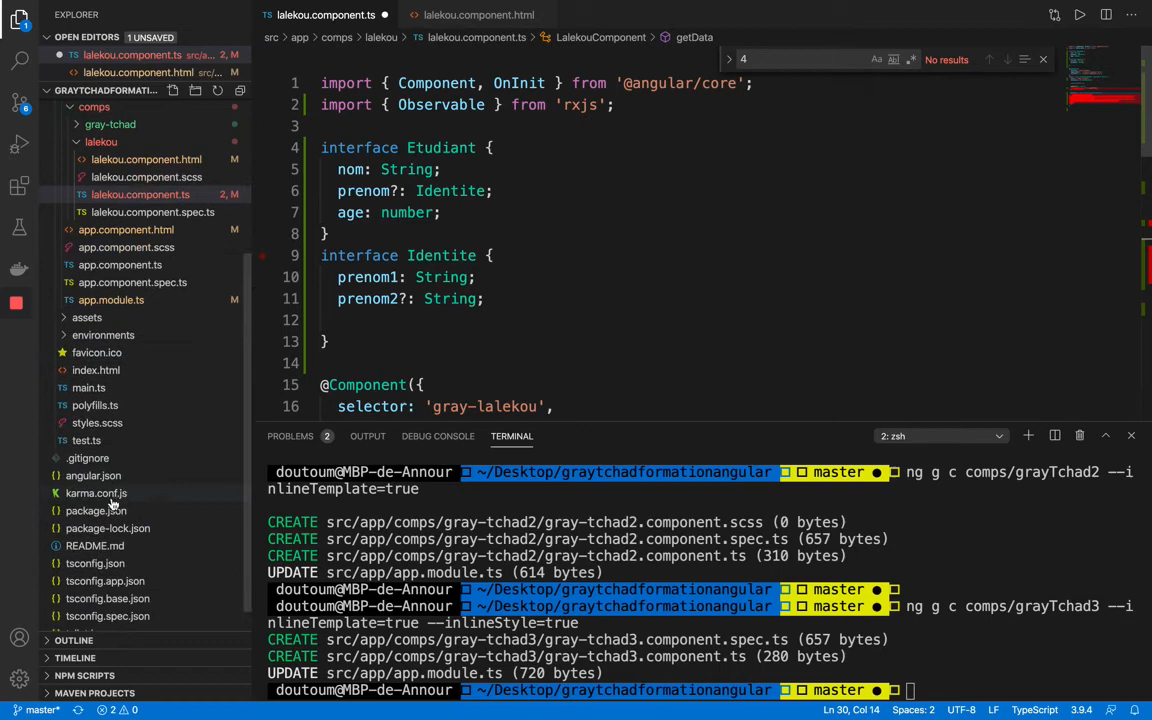 EXPLORER
lalekou.component.ts
lalekou.component.html
OPEN EDITORS 1 UNSAVED
lalekou.component.ts src/a... 2, M
lalekou.component.html src/...
src > app > comps > lalekou > TS lalekou.component.ts > LalekouComponent > getData
4
Aa
No results
GRAYTCHADFORMATI...
comps
gray-tchad
lalekou
lalekou.component.html M
lalekou.component.scss
TS lalekou.component.ts 2, M
TS lalekou.component.spec.ts
app.component.html M
app.component.scss
TS app.component.ts
TS app.component.spec.ts
TS app.module.ts M
assets
environments
favicon.ico
index.html
TS main.ts
TS polyfills.ts
styles.scss
TS test.ts
.gitignore
{} angular.json
K karma.conf.js
{} package.json
{} package-lock.json
README.md
{} tsconfig.json
{} tsconfig.app.json
{} tsconfig.base.json
{} tsconfig.spec.json
OUTLINE
TIMELINE
NPM SCRIPTS
MAVEN PROJECTS
1 import { Component, OnInit } from '@angular/core';
2 import { Observable } from 'rxjs';
3
4 interface Etudiant {
5 nom: String;
6 prenom?: Identite;
7 age: number;
8 }
9 interface Identite {
10 prenom1: String;
11 prenom2?: String;
12
13 }
14
15 @Component({
16 selector: 'gray-lalekou',
PROBLEMS 2 OUTPUT DEBUG CONSOLE TERMINAL 2: zsh
doutoum@MBP-de-Annour ~/Desktop/graytchadformationangular master ● ng g c comps/grayTchad2 --i
nlineTemplate=true
CREATE src/app/comps/gray-tchad2/gray-tchad2.component.scss (0 bytes)
CREATE src/app/comps/gray-tchad2/gray-tchad2.component.spec.ts (657 bytes)
CREATE src/app/comps/gray-tchad2/gray-tchad2.component.ts (310 bytes)
UPDATE src/app/app.module.ts (614 bytes)
doutoum@MBP-de-Annour ~/Desktop/graytchadformationangular master ●
doutoum@MBP-de-Annour ~/Desktop/graytchadformationangular master ● ng g c comps/grayTchad3 --i
nlineTemplate=true --inlineStyle=true
CREATE src/app/comps/gray-tchad3/gray-tchad3.component.spec.ts (657 bytes)
CREATE src/app/comps/gray-tchad3/gray-tchad3.component.ts (280 bytes)
UPDATE src/app/app.module.ts (720 bytes)
doutoum@MBP-de-Annour ~/Desktop/graytchadformationangular master ●
master* 2 0 Ln 30, Col 14 Spaces: 2 UTF-8 LF TypeScript 3.9.4